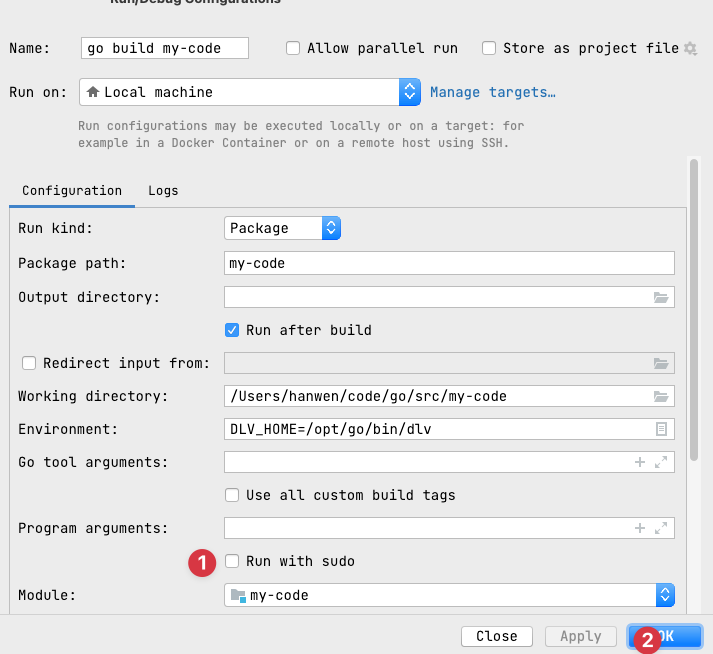 Run/Debug Configurations
Name: go build my-code Allow parallel run Store as project file
Run on: Local machine Manage targets…
Run configurations may be executed locally or on a target: for
example in a Docker Container or on a remote host using SSH.
Configuration Logs
Run kind: Package
Package path: my-code
Output directory:
Run after build
Redirect input from:
Working directory: /Users/hanwen/code/go/src/my-code
Environment: DLV_HOME=/opt/go/bin/dlv
Go tool arguments:
Use all custom build tags
Program arguments:
1 Run with sudo
Module: my-code
Close Apply 2 OK